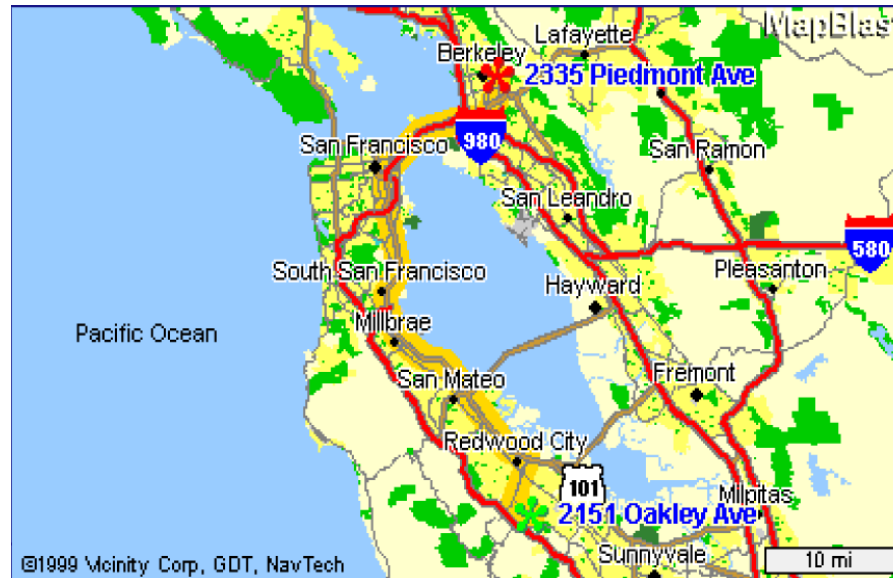 MapBlas
Lafayette
Berkeley
2335 Piedmont Ave
San Francisco
980
San Ramon
San Leandro
580
South San Francisco
Pleasanton
Hayward
Pacific Ocean
Millbrae
San Mateo
Fremont
Redwood City
101
Milpitas
2151 Oakley Ave
Sunnyvale
©1999 Vicinity Corp, GDT, NavTech
10 mi